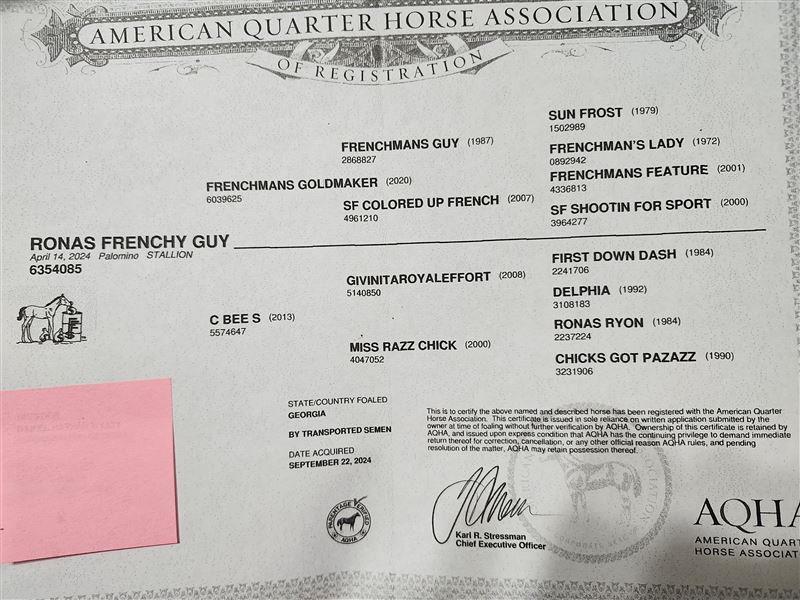 AMERICAN QUARTER HORSE ASSOCIATION
OF REGISTRATION
SUN FROST (1979)
1502989
FRENCHMANS GUY (1987)
2868827
FRENCHMAN'S LADY (1972)
0892942
FRENCHMANS GOLDMAKER (2020)
6039625
FRENCHMANS FEATURE (2001)
4336813
SF COLORED UP FRENCH (2007)
4961210
SF SHOOTIN FOR SPORT (2000)
3964277
RONAS FRENCHY GUY
April 14, 2024 Palomino STALLION
6354085
FIRST DOWN DASH (1984)
2241706
GIVINITAROYALEFFORT (2008)
5140850
DELPHIA (1992)
3108183
C BEE S (2013)
5574647
RONAS RYON (1984)
2237224
MISS RAZZ CHICK (2000)
4047052
CHICKS GOT PAZAZZ (1990)
3231906
STATE/COUNTRY FOALED
GEORGIA
BY TRANSPORTED SEMEN
DATE ACQUIRED
SEPTEMBER 22, 2024
This is to certify the above named and described horse has been registered with the American Quarter
Horse Association. This certificate is issued in sole reliance on written application submitted by the
owner at time of foaling without further verification by AQHA. Ownership of this certificate is retained by
AQHA, and issued upon express condition that AQHA has the continuing privilege to demand immediate
return thereof for correction, cancellation, or any other official reason AQHA rules, and pending
resolution of the matter, AQHA may retain possession thereof.
PARENTAGE VERIFIED
AQHA
Karl R. Stressman
Chief Executive Officer
AQHA
AMERICAN QUART
HORSE ASSOCIAT